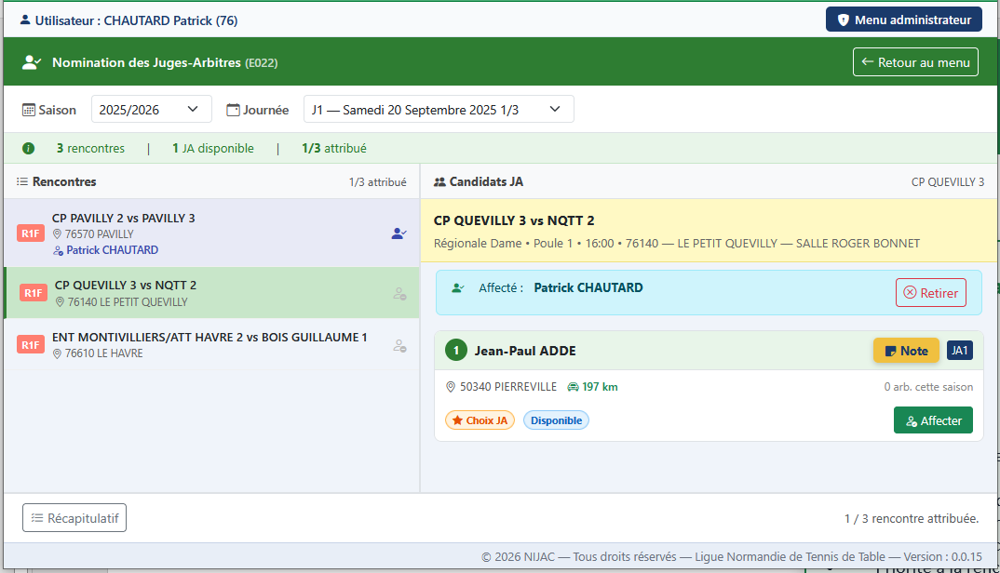 Utilisateur : CHAUTARD Patrick (76)
Menu administrateur
Nomination des Juges-Arbitres (E022)
← Retour au menu
Saison
2025/2026
Journée
J1 — Samedi 20 Septembre 2025 1/3
3 rencontres | 1 JA disponible | 1/3 attribué
Rencontres
1/3 attribué
R1F
CP PAVILLY 2 vs PAVILLY 3
76570 PAVILLY
Patrick CHAUTARD
R1F
CP QUEVILLY 3 vs NQTT 2
76140 LE PETIT QUEVILLY
R1F
ENT MONTIVILLIERS/ATT HAVRE 2 vs BOIS GUILLAUME 1
76610 LE HAVRE
Candidats JA
CP QUEVILLY 3
CP QUEVILLY 3 vs NQTT 2
Régionale Dame • Poule 1 • 16:00 • 76140 — LE PETIT QUEVILLY — SALLE ROGER BONNET
Affecté : Patrick CHAUTARD
Retirer
1
Jean-Paul ADDE
Note
JA1
50340 PIERREVILLE
197 km
0 arb. cette saison
Choix JA
Disponible
Affecter
Récapitulatif
1 / 3 rencontre attribuée.
© 2026 NIJAC — Tous droits réservés — Ligue Normandie de Tennis de Table — Version : 0.0.15